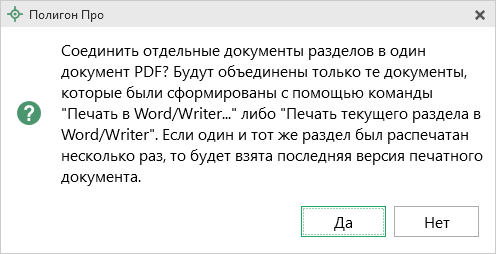 Полигон Про
Соединить отдельные документы разделов в один
документ PDF? Будут объединены только те документы,
которые были сформированы с помощью команды
"Печать в Word/Writer..." либо "Печать текущего раздела в
Word/Writer". Если один и тот же раздел был распечатан
несколько раз, то будет взята последняя версия печатного
документа.
Да
Нет